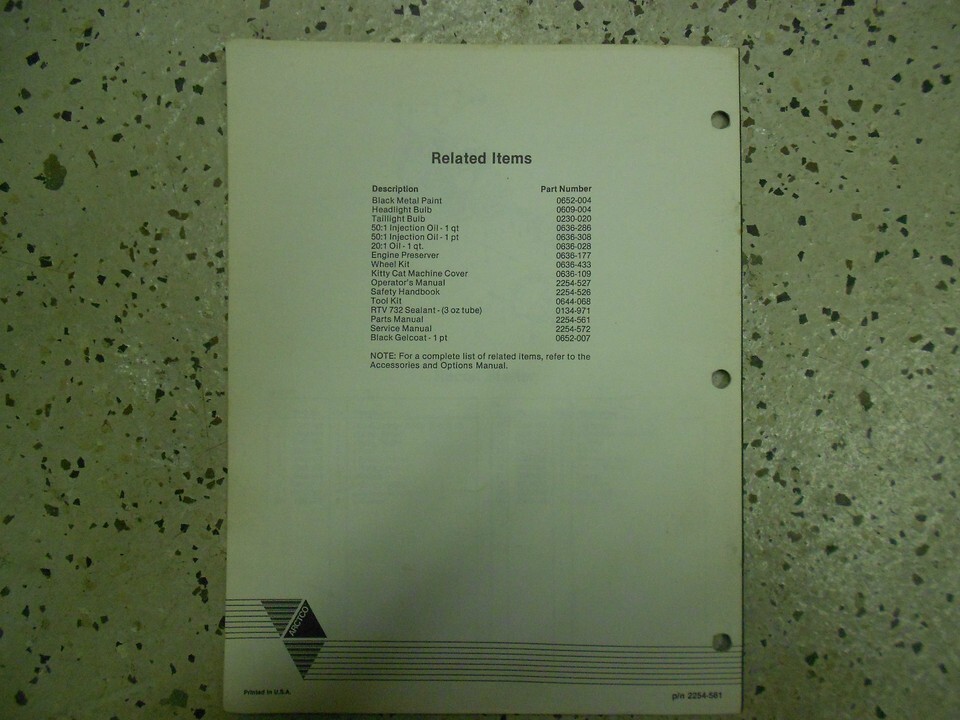 Related Items
Description Part Number
Black Metal Paint 0652-004
Headlight Bulb 0609-004
Taillight Bulb 0230-020
50:1 Injection Oil - 1 qt 0636-286
50:1 Injection Oil - 1 pt 0636-308
20:1 Oil - 1 qt. 0636-028
Engine Preserver 0636-177
Wheel Kit 0636-433
Kitty Cat Machine Cover 0636-109
Operator's Manual 2254-527
Safety Handbook 2254-526
Tool Kit 0644-068
RTV 732 Sealant - (3 oz tube) 0134-971
Parts Manual 2254-561
Service Manual 2254-572
Black Gelcoat - 1 pt 0652-007
NOTE: For a complete list of related items, refer to the
Accessories and Options Manual.
ARCTCO
Printed in U.S.A.
p/n 2254-561